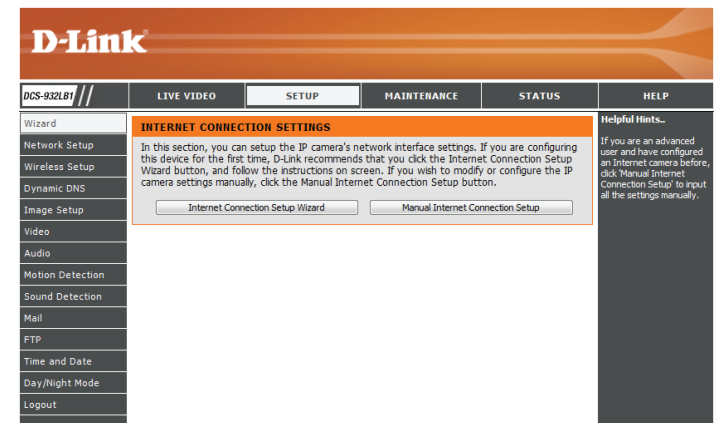 D-Link
DCS-932LB1 //
LIVE VIDEO
SETUP
MAINTENANCE
STATUS
HELP
Wizard
Network Setup
Wireless Setup
Dynamic DNS
Image Setup
Video
Audio
Motion Detection
Sound Detection
Mail
FTP
Time and Date
Day/Night Mode
Logout
INTERNET CONNECTION SETTINGS
In this section, you can setup the IP camera's network interface settings. If you are configuring
this device for the first time, D-Link recommends that you click the Internet Connection Setup
Wizard button, and follow the instructions on screen. If you wish to modify or configure the IP
camera settings manually, click the Manual Internet Connection Setup button.
Internet Connection Setup Wizard
Manual Internet Connection Setup
Helpful Hints..
If you are an advanced
user and have configured
an Internet camera before,
click 'Manual Internet
Connection Setup' to input
all the settings manually.